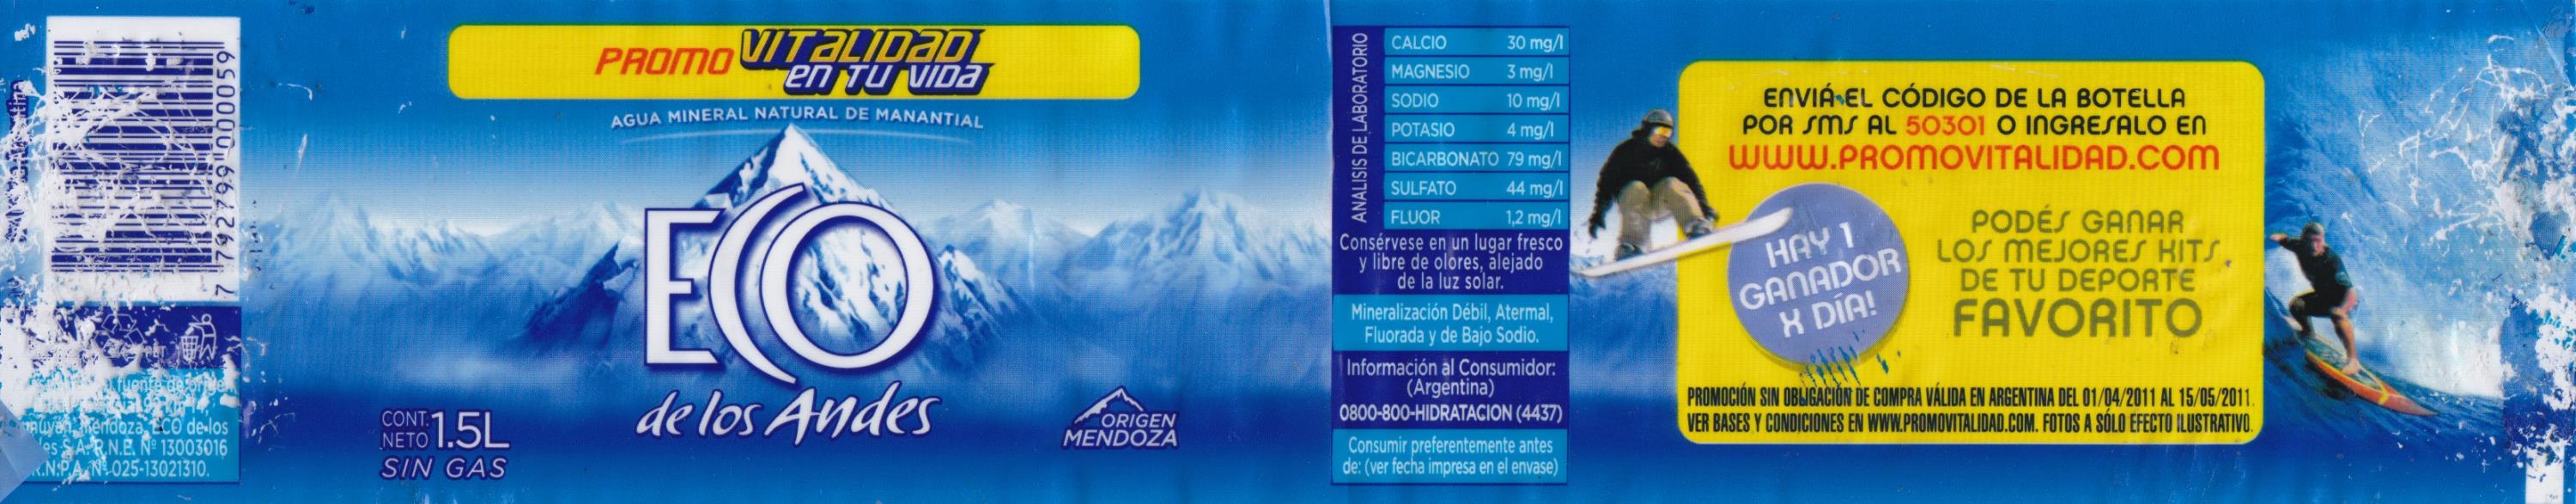 Argentina
7 792799 000059
fuente de
Mendoza, ECO de los
S.A. R.N.E. Nº 13003016
R.N.P.A. Nº 025-13021310.
PROMO VITALIDAD
EN TU VIDA
AGUA MINERAL NATURAL DE MANANTIAL
ECO
de los Andes
CONT. NETO 1.5L
SIN GAS
ORIGEN
MENDOZA
ANALISIS DE LABORATORIO
CALCIO 30 mg/l
MAGNESIO 3 mg/l
SODIO 10 mg/l
POTASIO 4 mg/l
BICARBONATO 79 mg/l
SULFATO 44 mg/l
FLUOR 1,2 mg/l
Consérvese en un lugar fresco
y libre de olores, alejado
de la luz solar.
Mineralización Débil, Atermal,
Fluorada y de Bajo Sodio.
Información al Consumidor:
(Argentina)
0800-800-HIDRATACION (4437)
Consumir preferentemente antes
de: (ver fecha impresa en el envase)
ENVIÁ EL CÓDIGO DE LA BOTELLA
POR SMS AL 50301 O INGRESALO EN
WWW.PROMOVITALIDAD.COM
HAY 1
GANADOR
X DÍA!
PODÉS GANAR
LOS MEJORES KITS
DE TU DEPORTE
FAVORITO
PROMOCIÓN SIN OBLIGACIÓN DE COMPRA VÁLIDA EN ARGENTINA DEL 01/04/2011 AL 15/05/2011.
VER BASES Y CONDICIONES EN WWW.PROMOVITALIDAD.COM. FOTOS A SÓLO EFECTO ILUSTRATIVO.